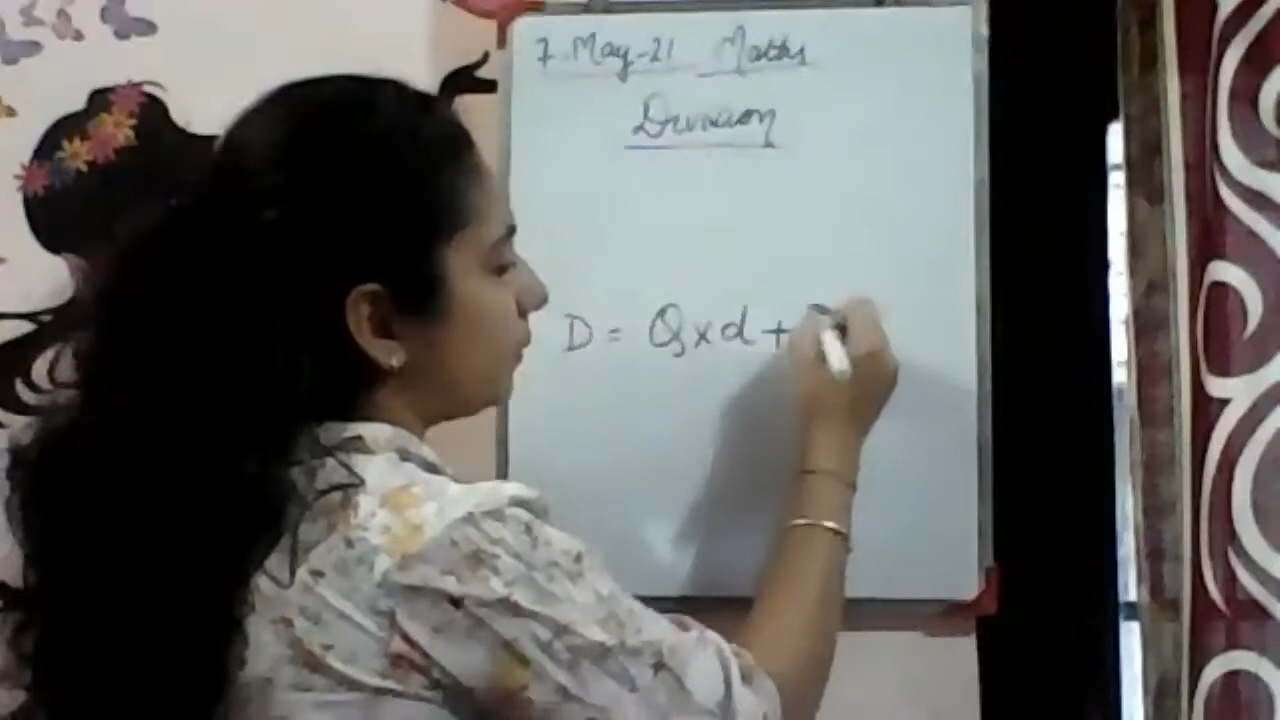 7 May-21 Maths
Division
D = Q x d +